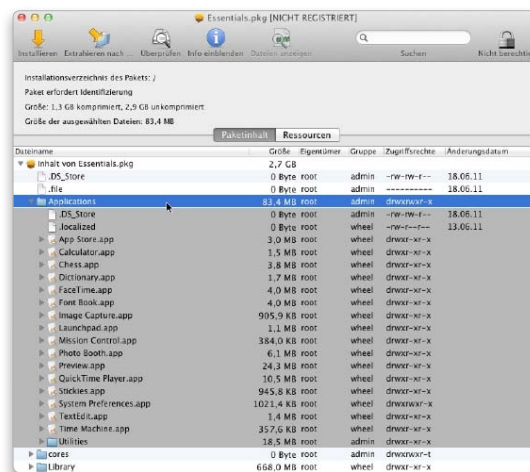 Essentials.pkg [NICHT REGISTRIERT]
Installieren Extrahieren nach ... Überprüfen Info einblenden Dateien anzeigen Suchen Nicht berechtig
Installationsverzeichnis des Pakets: /
Paket erfordert Identifizierung
Größe: 1,3 GB komprimiert, 2,9 GB unkomprimiert
Größe der ausgewählten Dateien: 83,4 MB
Paketinhalt Ressourcen
Dateiname Größe Eigentümer Gruppe Zugriffsrechte Änderungsdatum
Inhalt von Essentials.pkg 2,7 GB
.DS_Store 0 Byte root admin -rw-rw-r-- 18.06.11
.file 0 Byte root admin ---------- 18.06.11
Applications 83,4 MB root admin drwxrwxr-x
.DS_Store 0 Byte root admin -rw-rw-r-- 18.06.11
.localized 0 Byte root wheel -rw-r--r-- 13.06.11
App Store.app 3,0 MB root wheel drwxr-xr-x
Calculator.app 1,5 MB root wheel drwxr-xr-x
Chess.app 3,8 MB root wheel drwxr-xr-x
Dictionary.app 1,7 MB root wheel drwxr-xr-x
FaceTime.app 4,0 MB root wheel drwxr-xr-x
Font Book.app 4,0 MB root wheel drwxr-xr-x
Image Capture.app 905,9 KB root wheel drwxr-xr-x
Launchpad.app 1,1 MB root wheel drwxr-xr-x
Mission Control.app 384,0 KB root wheel drwxr-xr-x
Photo Booth.app 6,1 MB root wheel drwxr-xr-x
Preview.app 24,3 MB root wheel drwxr-xr-x
QuickTime Player.app 10,5 MB root wheel drwxr-xr-x
Stickies.app 945,8 KB root wheel drwxr-xr-x
System Preferences.app 1021,4 KB root wheel drwxr-xr-x
TextEdit.app 1,4 MB root wheel drwxr-xr-x
Time Machine.app 357,6 KB root wheel drwxr-xr-x
Utilities 18,5 MB root admin drwxr-xr-x
cores 0 Byte root admin drwxrwxr-t
Library 668,0 MB root wheel drwxr-xr-x